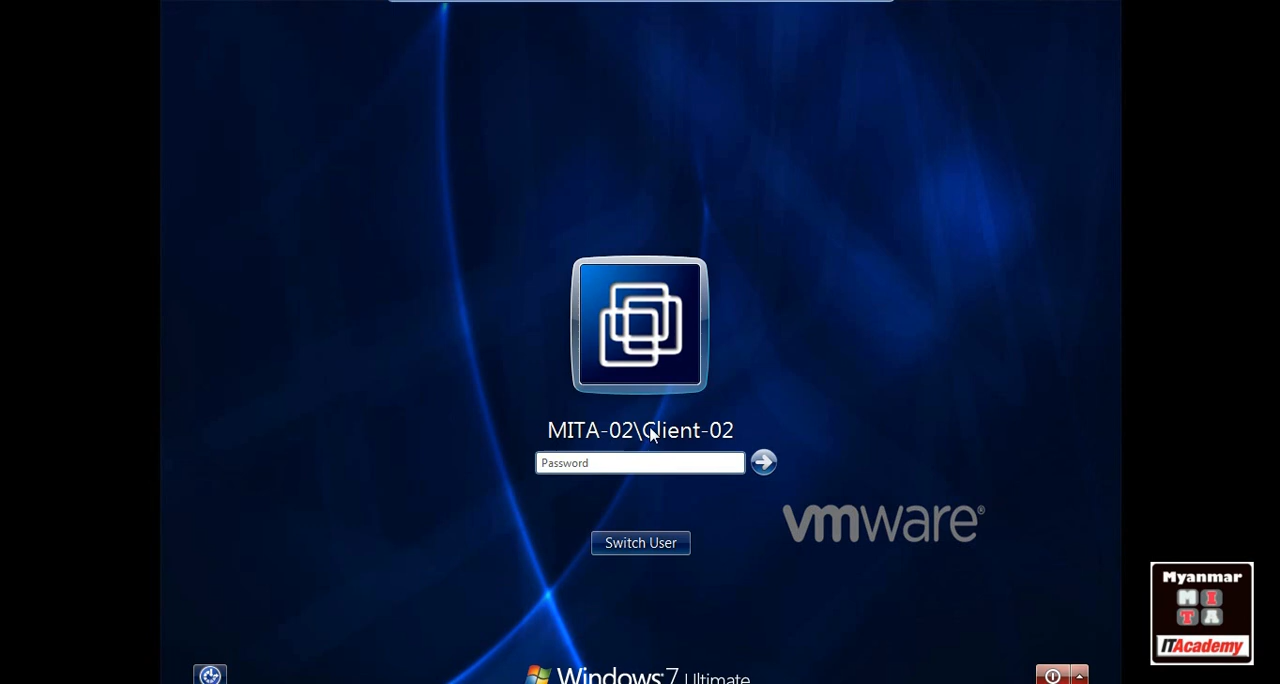 MITA-02\Client-02
Password
Switch User
vmware®
Myanmar
M I
T A
ITAcademy
Windows 7 Ultimate